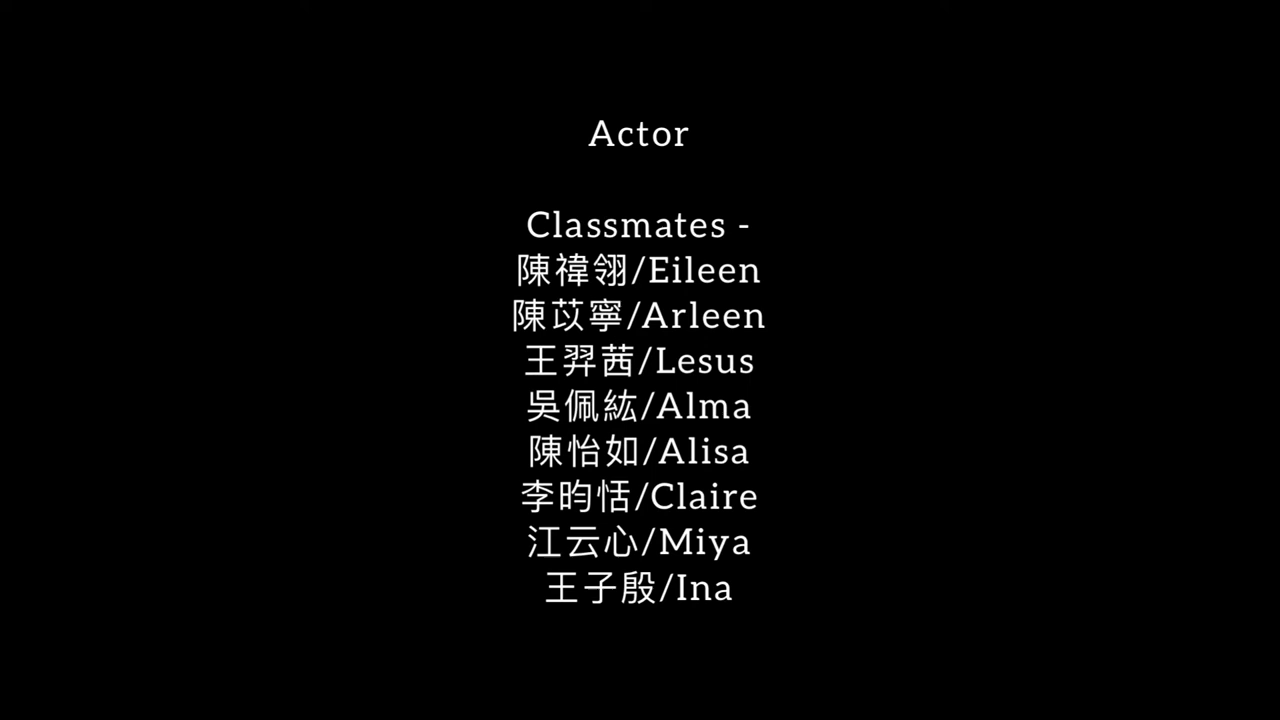 Actor
Classmates -
陳禕翎/Eileen
陳苡寧/Arleen
王羿茜/Lesus
吳佩紘/Alma
陳怡如/Alisa
李昀恬/Claire
江云心/Miya
王子殷/Ina